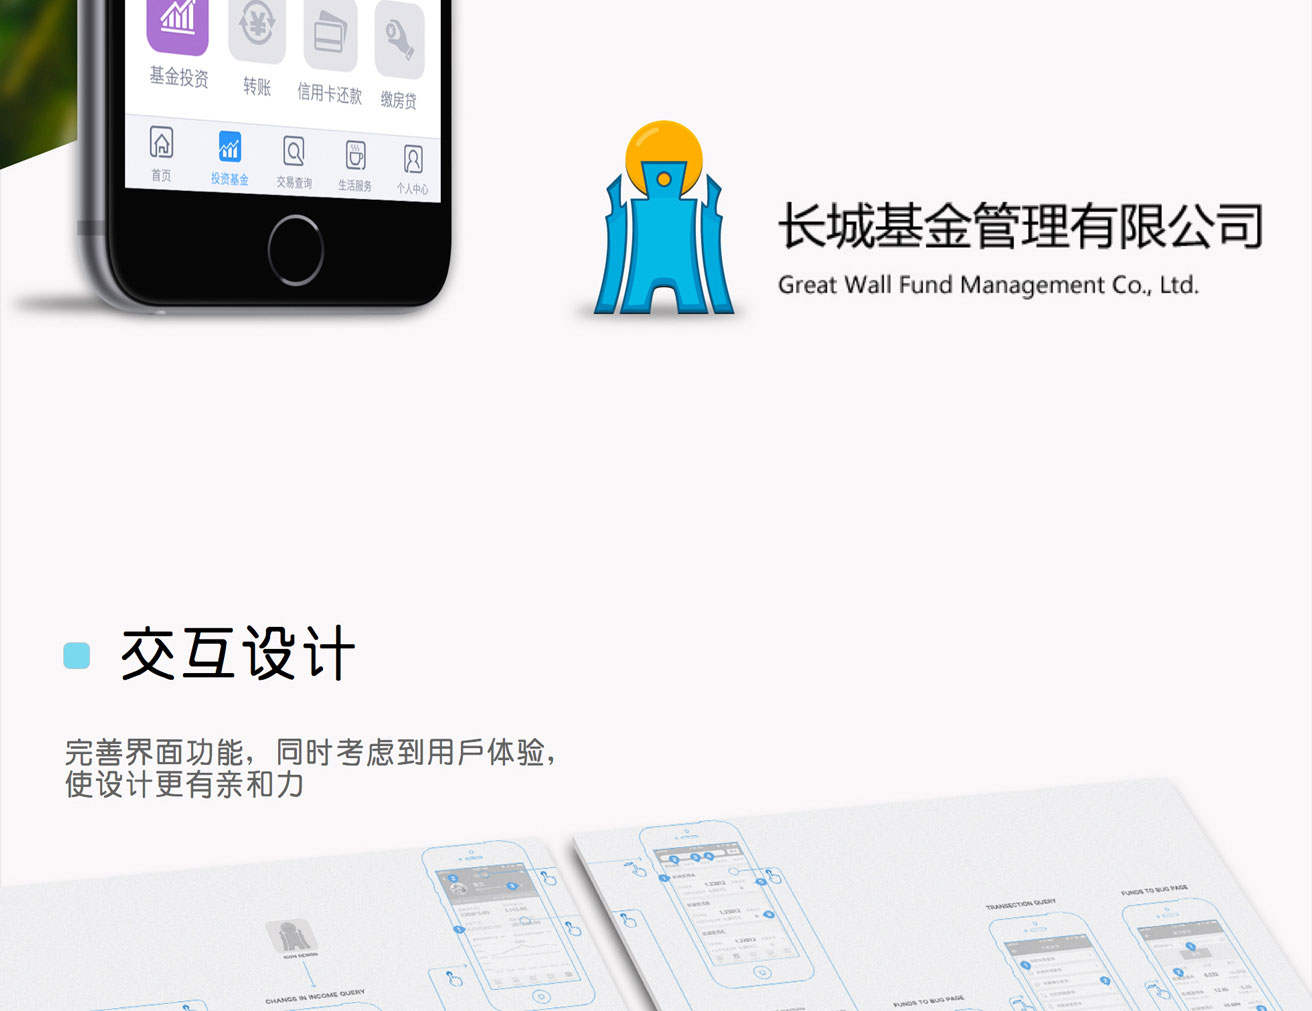 基金投资
转账
信用卡还款
缴房贷
首页
投资基金
交易查询
生活服务
个人中心
长城基金管理有限公司
Great Wall Fund Management Co., Ltd.
交互设计
完善界面功能，同时考虑到用戶体验，
使设计更有亲和力
TRANSECTION QUERY
FUNDS TO BUG PAGE
ICON DESIGN
CHANGS IN INCOME QUERY
FUNDS TO BUG PAGE